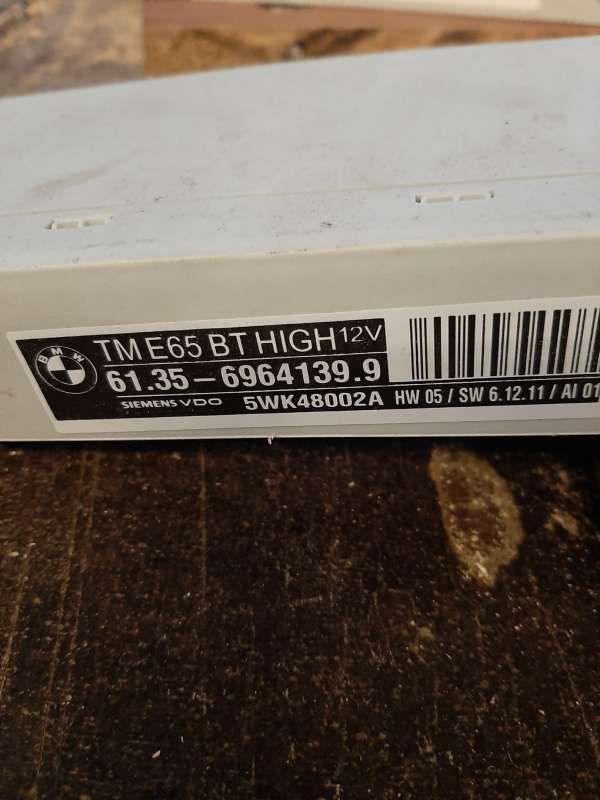 BMW
TM E65 BT HIGH 12V
61.35-6964139.9
SIEMENS VDO 5WK48002A HW 05 / SW 6.12.11 / AI 01